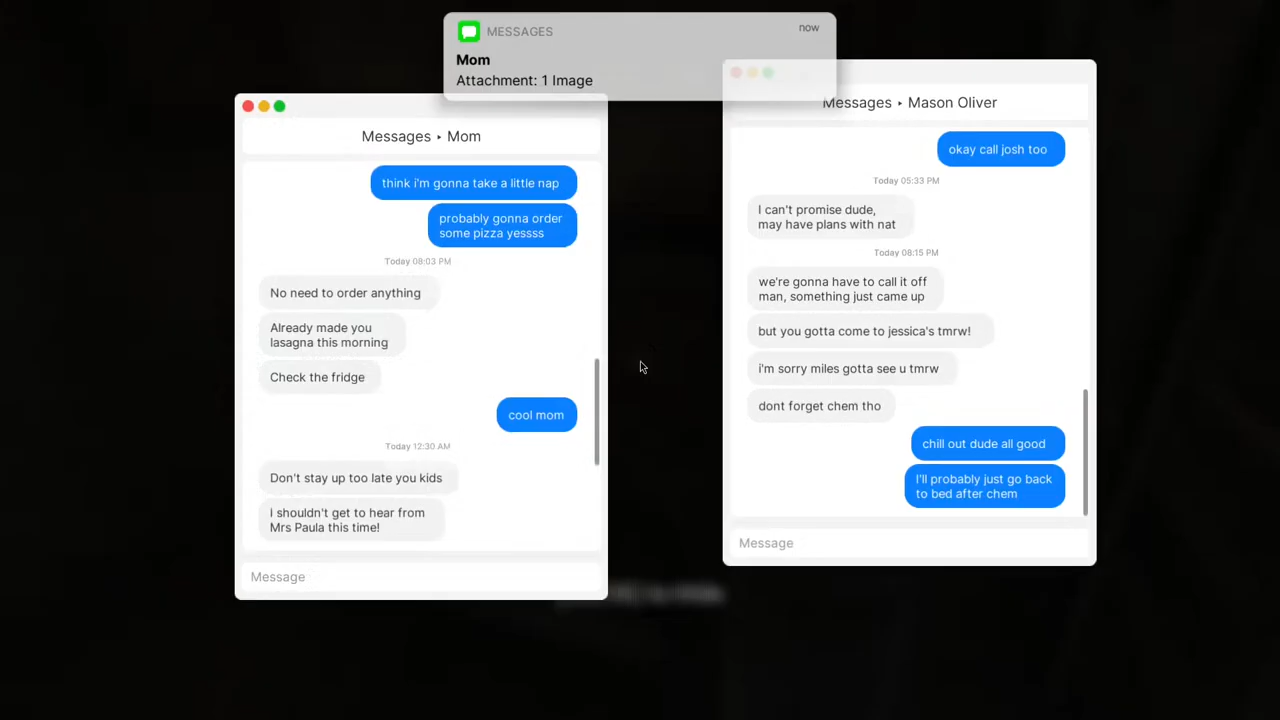 MESSAGES
now
Mom
Attachment: 1 Image
Messages ‣ Mom
think i'm gonna take a little nap
probably gonna order
some pizza yessss
Today 08:03 PM
No need to order anything
Already made you
lasagna this morning
Check the fridge
cool mom
Today 12:30 AM
Don't stay up too late you kids
I shouldn't get to hear from
Mrs Paula this time!
Message
Messages ‣ Mason Oliver
okay call josh too
Today 05:33 PM
I can't promise dude,
may have plans with nat
Today 08:15 PM
we're gonna have to call it off
man, something just came up
but you gotta come to jessica's tmrw!
i'm sorry miles gotta see u tmrw
dont forget chem tho
chill out dude all good
I'll probably just go back
to bed after chem
Message